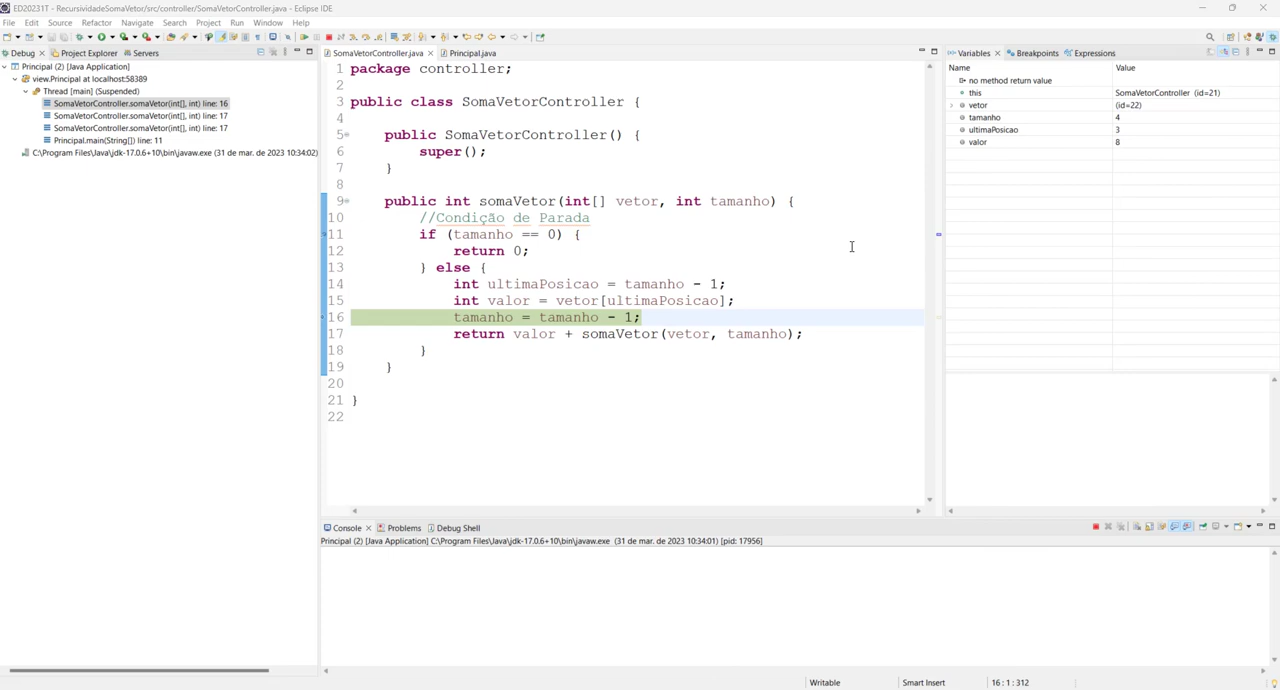 ED20231T - RecursividadeSomaVetor/src/controller/SomaVetorController.java - Eclipse IDE
File Edit Source Refactor Navigate Search Project Run Window Help
Debug Project Explorer Servers
Principal (2) [Java Application]
view.Principal at localhost:58389
Thread [main] (Suspended)
SomaVetorController.somaVetor(int[], int) line: 16
SomaVetorController.somaVetor(int[], int) line: 17
SomaVetorController.somaVetor(int[], int) line: 17
Principal.main(String[]) line: 11
C:\Program Files\Java\jdk-17.0.6+10\bin\javaw.exe (31 de mar. de 2023 10:34:02)
SomaVetorController.java Principal.java
1 package controller;
2
3 public class SomaVetorController {
4
5 public SomaVetorController() {
6 super();
7 }
8
9 public int somaVetor(int[] vetor, int tamanho) {
10 //Condição de Parada
11 if (tamanho == 0) {
12 return 0;
13 } else {
14 int ultimaPosicao = tamanho - 1;
15 int valor = vetor[ultimaPosicao];
16 tamanho = tamanho - 1;
17 return valor + somaVetor(vetor, tamanho);
18 }
19 }
20
21 }
22
Variables Breakpoints Expressions
Name Value
no method return value
this SomaVetorController (id=21)
vetor (id=22)
tamanho 4
ultimaPosicao 3
valor 8
Console Problems Debug Shell
Principal (2) [Java Application] C:\Program Files\Java\jdk-17.0.6+10\bin\javaw.exe (31 de mar. de 2023 10:34:01) [pid: 17956]
Writable Smart Insert 16 : 1 : 312